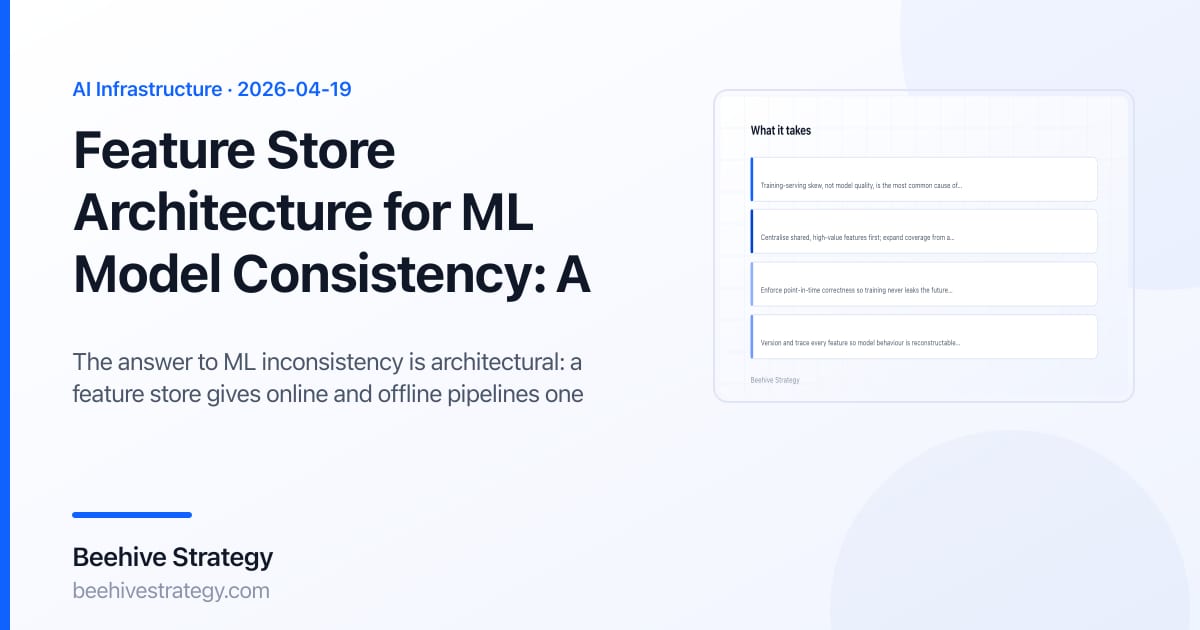 AI Infrastructure · 2026-04-19
Feature Store
Architecture for ML
Model Consistency: A
The answer to ML inconsistency is architectural: a
feature store gives online and offline pipelines one
Beehive Strategy
beehivestrategy.com
What it takes
Training-serving skew, not model quality, is the most common cause of…
Centralise shared, high-value features first; expand coverage from a…
Enforce point-in-time correctness so training never leaks the future…
Version and trace every feature so model behaviour is reconstructable…
Beehive Strategy